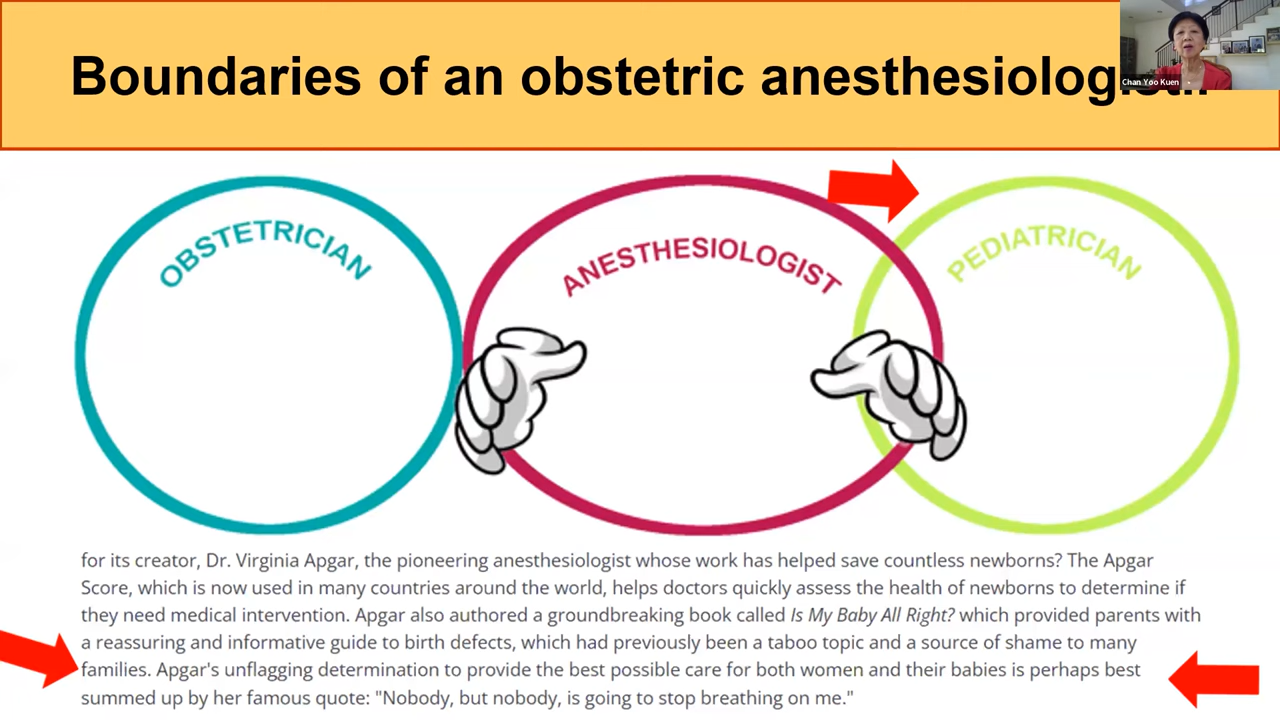 Boundaries of an obstetric anesthesiolog
Chan Yoo Kuen
OBSTETRICIAN
ANESTHESIOLOGIST
PEDIATRICIAN
for its creator, Dr. Virginia Apgar, the pioneering anesthesiologist whose work has helped save countless newborns? The Apgar
Score, which is now used in many countries around the world, helps doctors quickly assess the health of newborns to determine if
they need medical intervention. Apgar also authored a groundbreaking book called Is My Baby All Right? which provided parents with
a reassuring and informative guide to birth defects, which had previously been a taboo topic and a source of shame to many
families. Apgar's unflagging determination to provide the best possible care for both women and their babies is perhaps best
summed up by her famous quote: "Nobody, but nobody, is going to stop breathing on me."